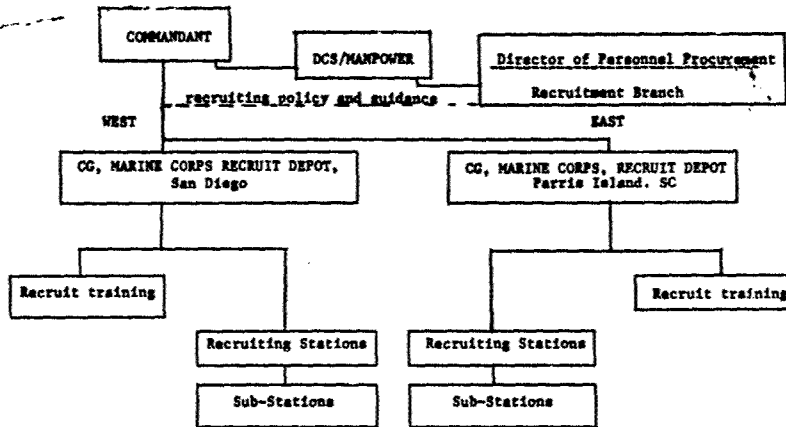 COMMANDANT
DCS/MANPOWER
Director of Personnel Procurement
Recruitment Branch
recruiting policy and guidance
WEST
EAST
CG, MARINE CORPS RECRUIT DEPOT,
San Diego
CG, MARINE CORPS, RECRUIT DEPOT
Parris Island. SC
Recruit training
Recruit training
Recruiting Stations
Recruiting Stations
Sub-Stations
Sub-Stations